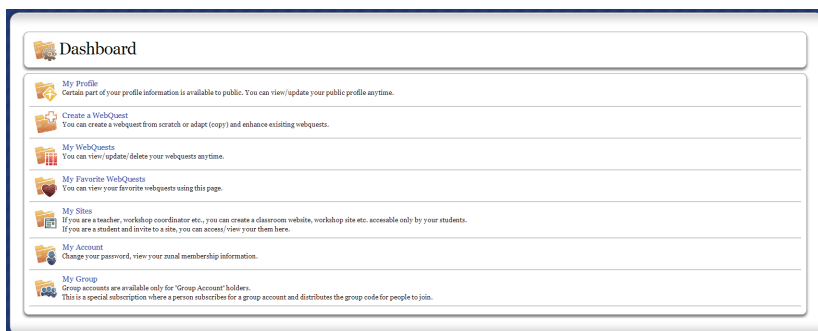 Dashboard
My Profile
Certain part of your profile information is available to public. You can view/update your public profile anytime.
Create a WebQuest
You can create a webquest from scratch or adapt (copy) and enhance exisiting webquests.
My WebQuests
You can view/update/delete your webquests anytime.
My Favorite WebQuests
You can view your favorite webquests using this page.
My Sites
If you are a teacher, workshop coordinator etc., you can create a classroom website, workshop site etc. accesable only by your students.
If you are a student and invite to a site, you can access/view your them here.
My Account
Change your password, view your zunal membership information.
My Group
Group accounts are available only for 'Group Account' holders.
This is a special subscription where a person subscribes for a group account and distributes the group code for people to join.